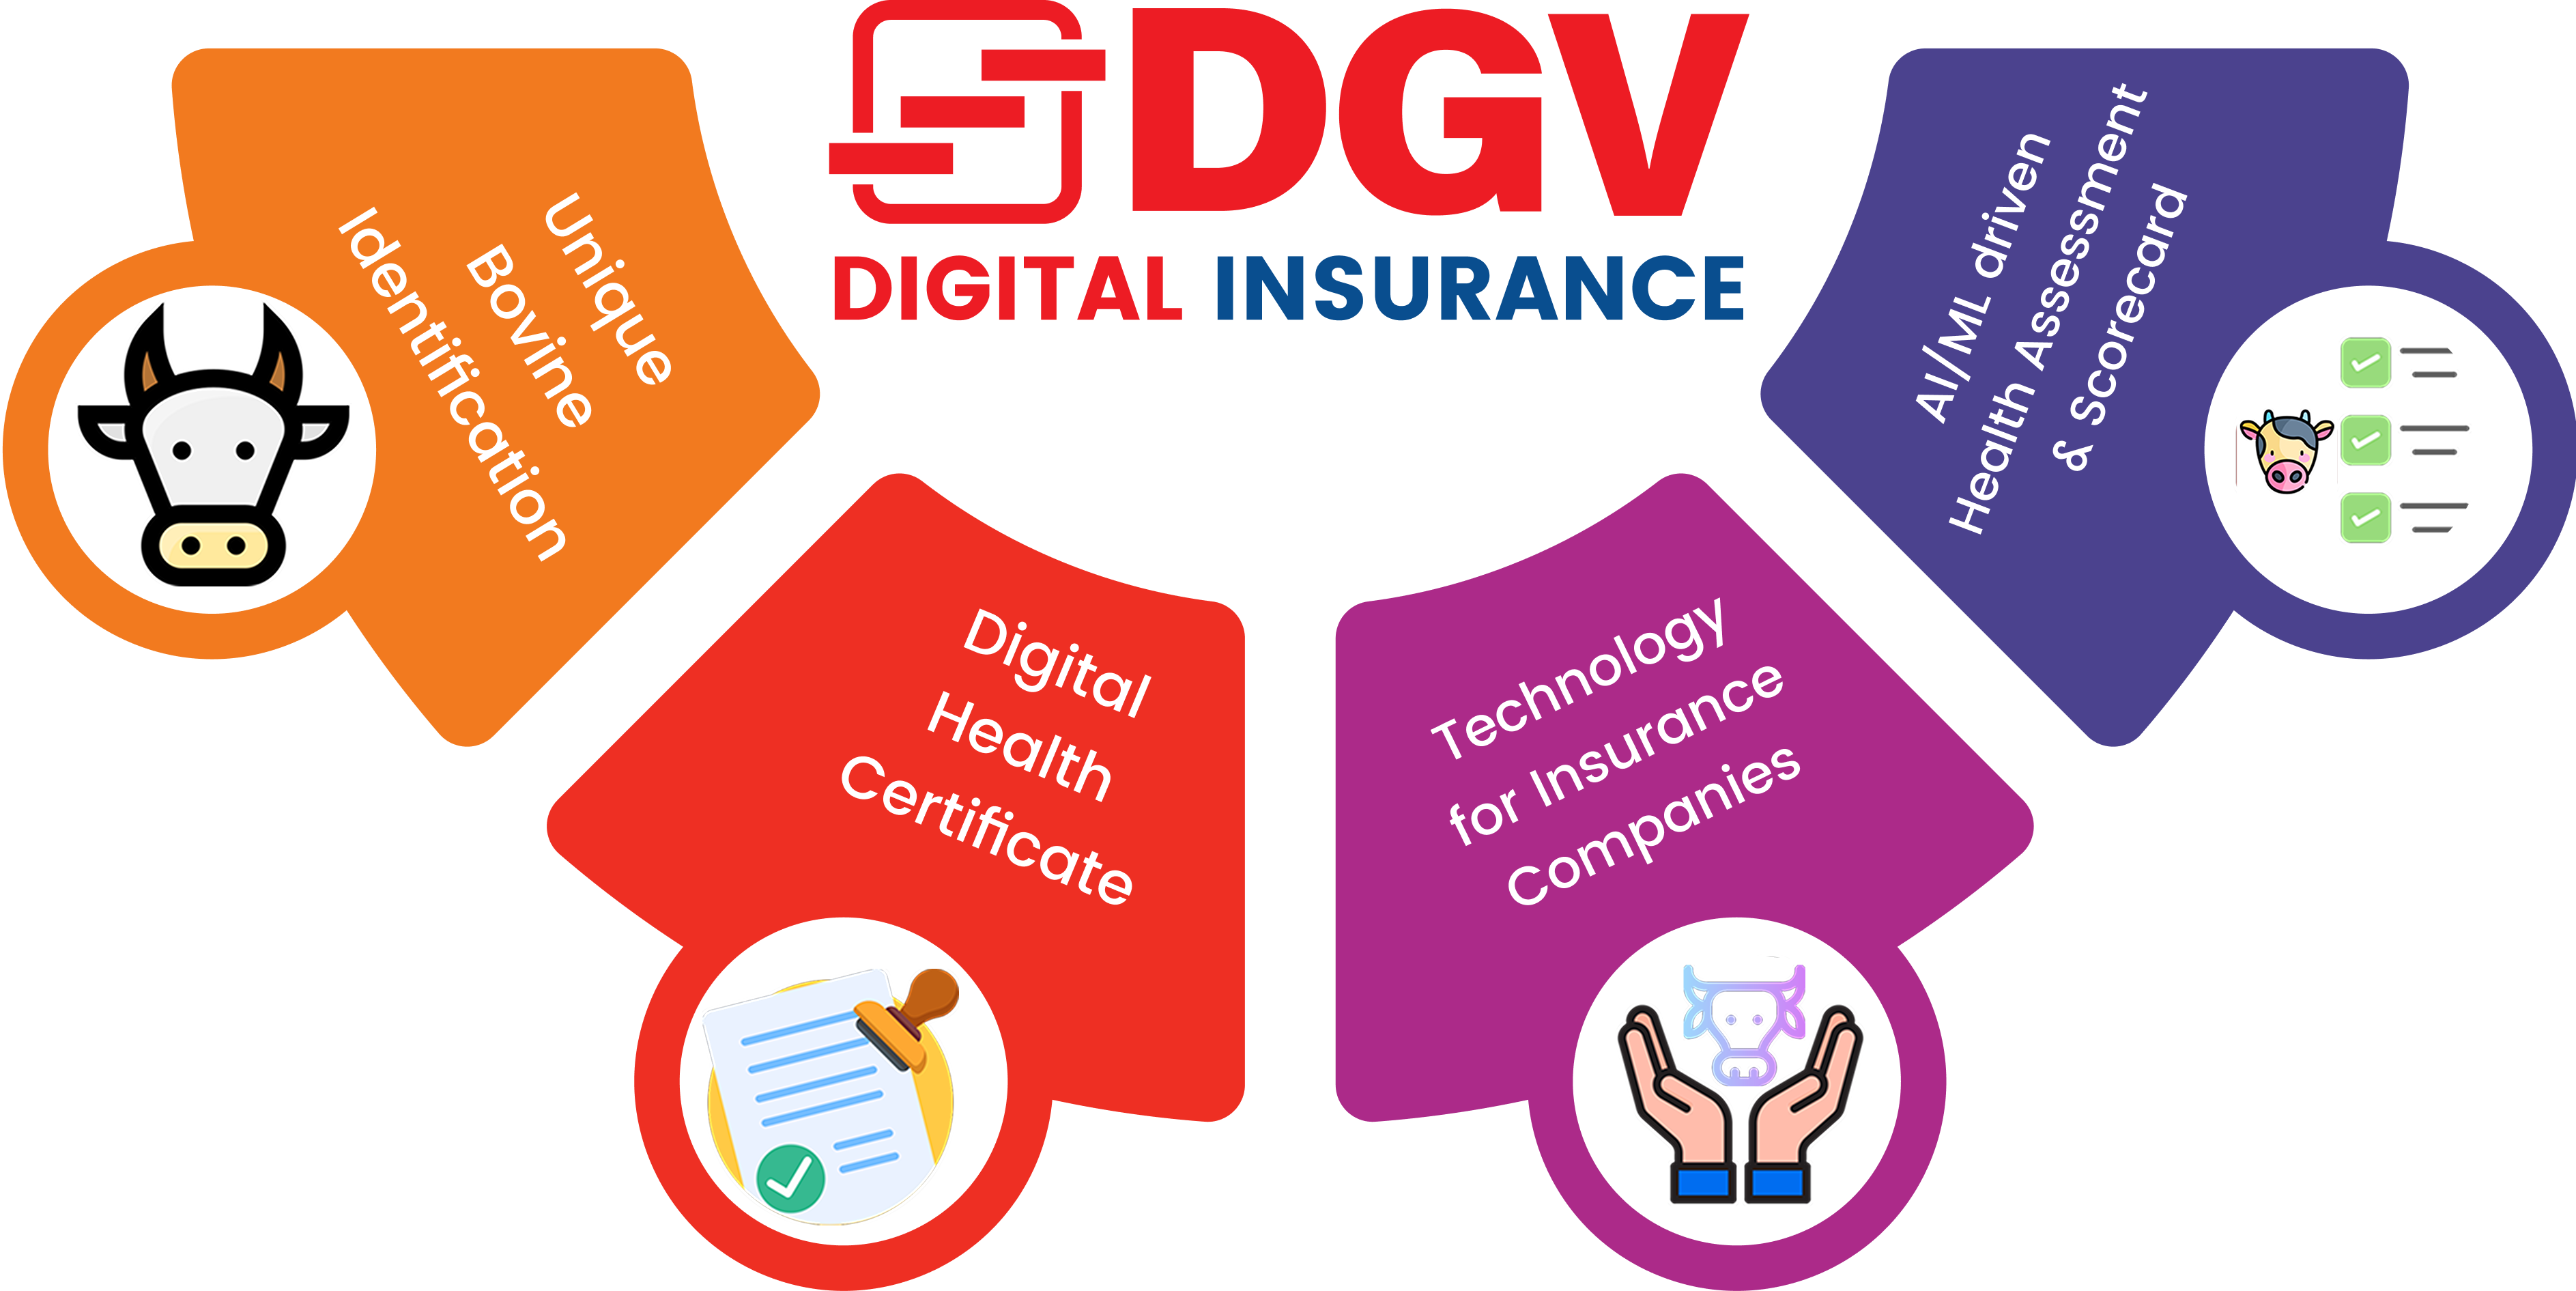 DGV
DIGITAL INSURANCE
Unique
Bovine
Identification
Digital
Health
Certificate
Technology
for Insurance
Companies
AI/ML driven
Health Assessment
& Scorecard